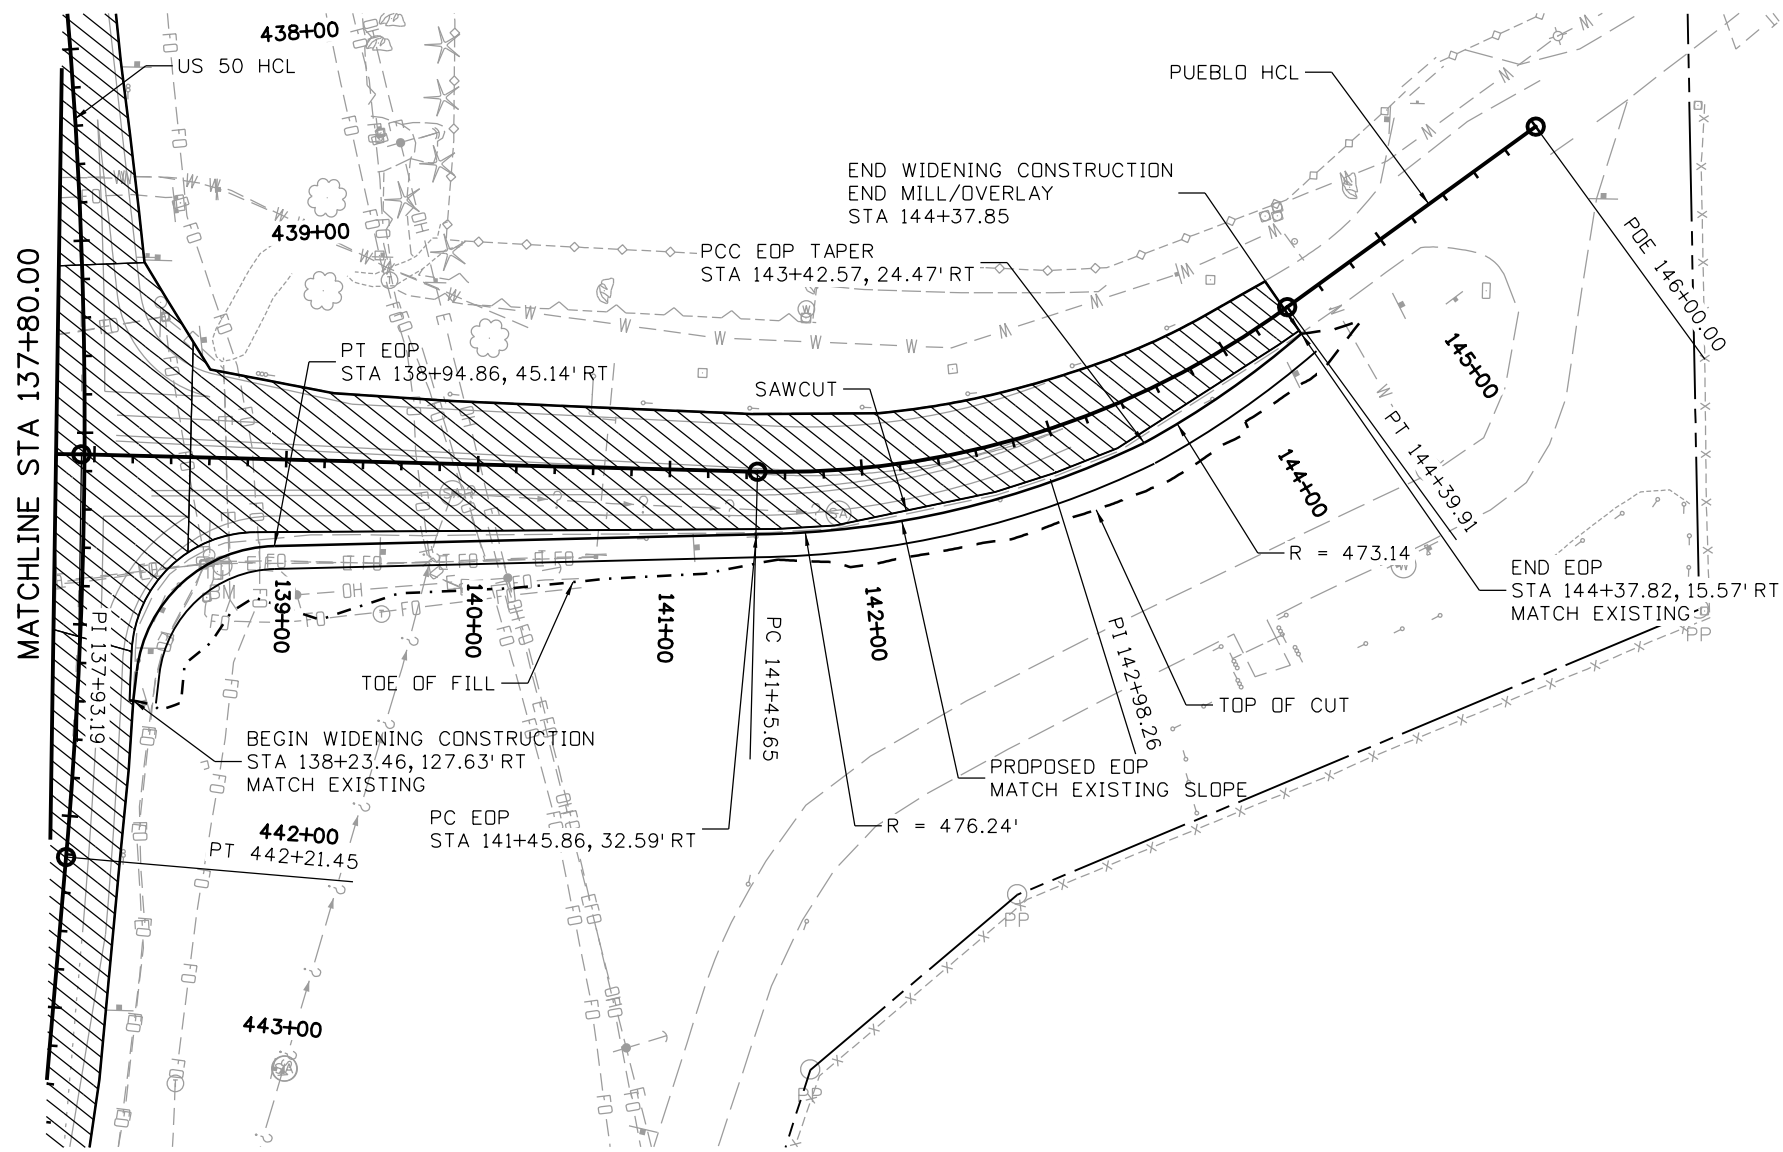 438+00
US 50 HCL
PUEBLO HCL
END WIDENING CONSTRUCTION
END MILL/OVERLAY
STA 144+37.85
439+00
PCC EOP TAPER
STA 143+42.57, 24.47' RT
POE 146+00.00
MATCHLINE STA 137+80.00
PT EOP
STA 138+94.86, 45.14' RT
SAWCUT
145+00
PT 144+39.91
144+00
R = 473.14
END EOP
STA 144+37.82, 15.57' RT
MATCH EXISTING
139+00
140+00
141+00
142+00
PI 137+93.19
PC 141+45.65
PI 142+98.26
TOE OF FILL
TOP OF CUT
BEGIN WIDENING CONSTRUCTION
STA 138+23.46, 127.63' RT
MATCH EXISTING
PROPOSED EOP
MATCH EXISTING SLOPE
PC EOP
STA 141+45.86, 32.59' RT
R = 476.24'
442+00
PT 442+21.45
443+00
PP
PP
PP